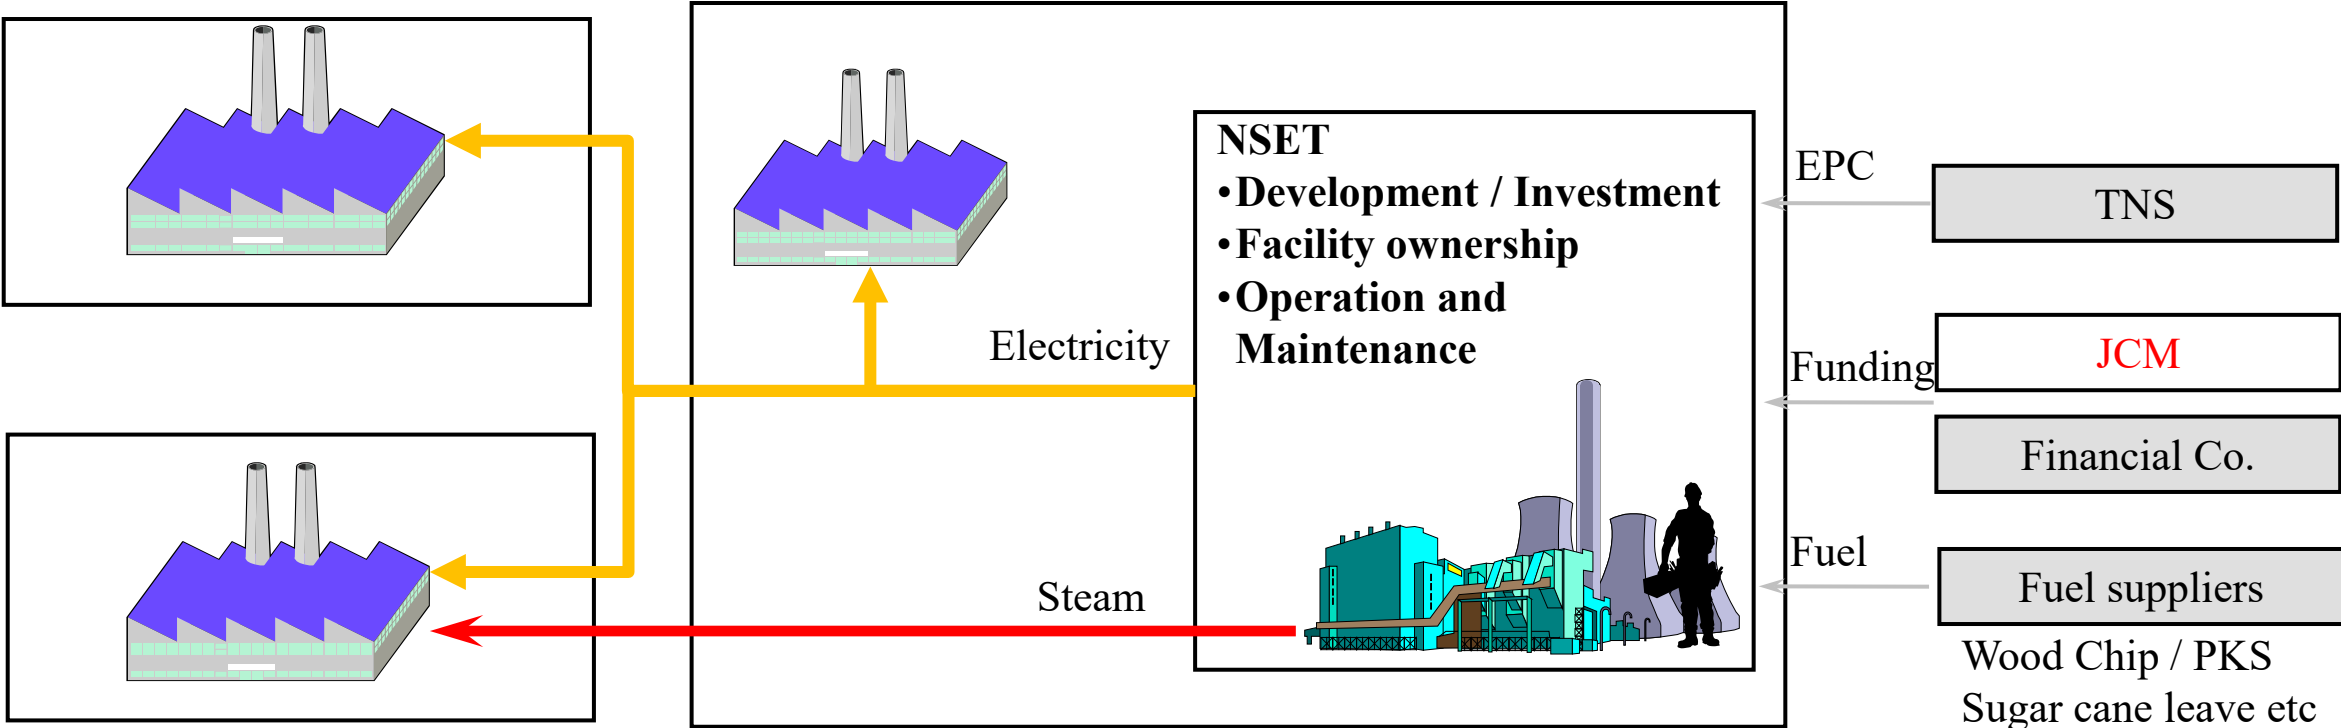 NSET
•Development / Investment
•Facility ownership
•Operation and
Maintenance
Electricity
Steam
EPC
TNS
Funding
JCM
Financial Co.
Fuel
Fuel suppliers
Wood Chip / PKS
Sugar cane leave etc